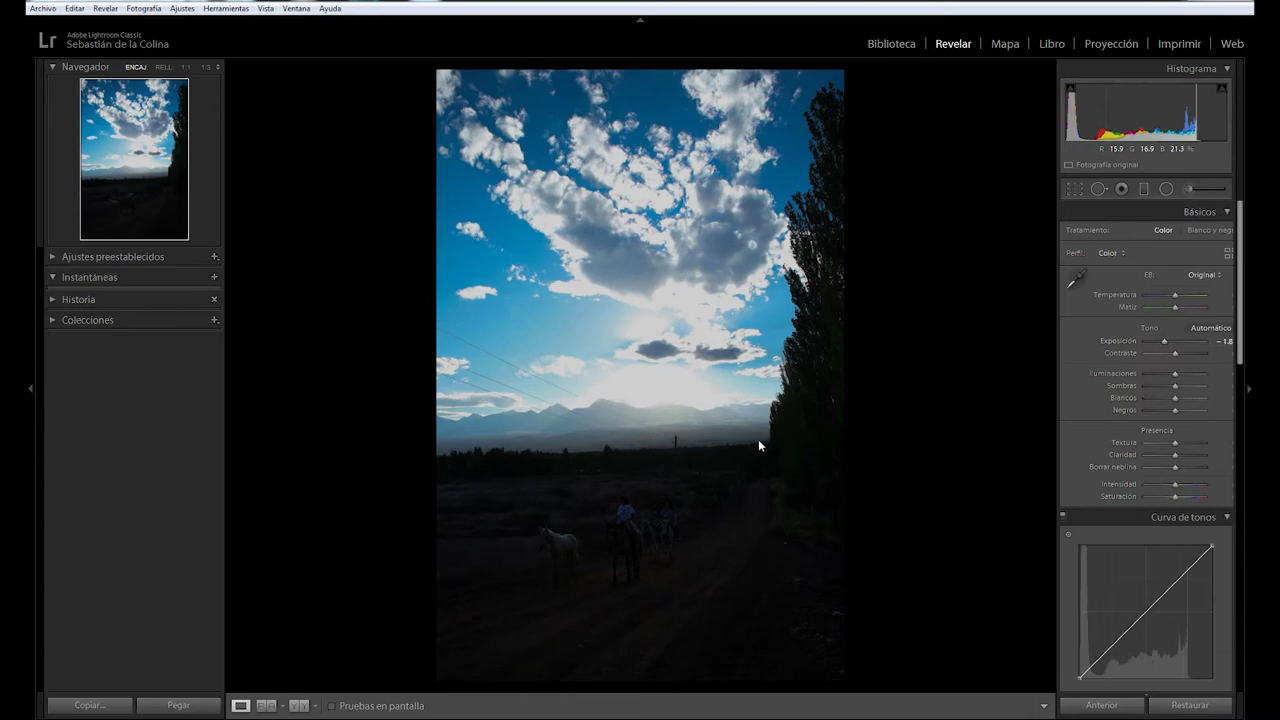 Archivo Editar Revelar Fotografía Ajustes Herramientas Vista Ventana Ayuda
Lr Adobe Lightroom Classic
Sebastián de la Colina
Biblioteca | Revelar | Mapa | Libro | Proyección | Imprimir | Web
Navegador ENCAJ. RELL. 1:1 1:3
Ajustes preestablecidos
Instantáneas
Historia
Colecciones
Copiar... Pegar
Pruebas en pantalla
Histograma
R 15.9 G 16.9 B 21.3 %
Fotografía original
Básicos
Tratamiento: Color Blanco y neg
Perfil: Color
EB: Original
Temperatura
Matiz
Tono Automático
Exposición – 1.8
Contraste
Iluminaciones
Sombras
Blancos
Negros
Presencia
Textura
Claridad
Borrar neblina
Intensidad
Saturación
Curva de tonos
Anterior Restaurar